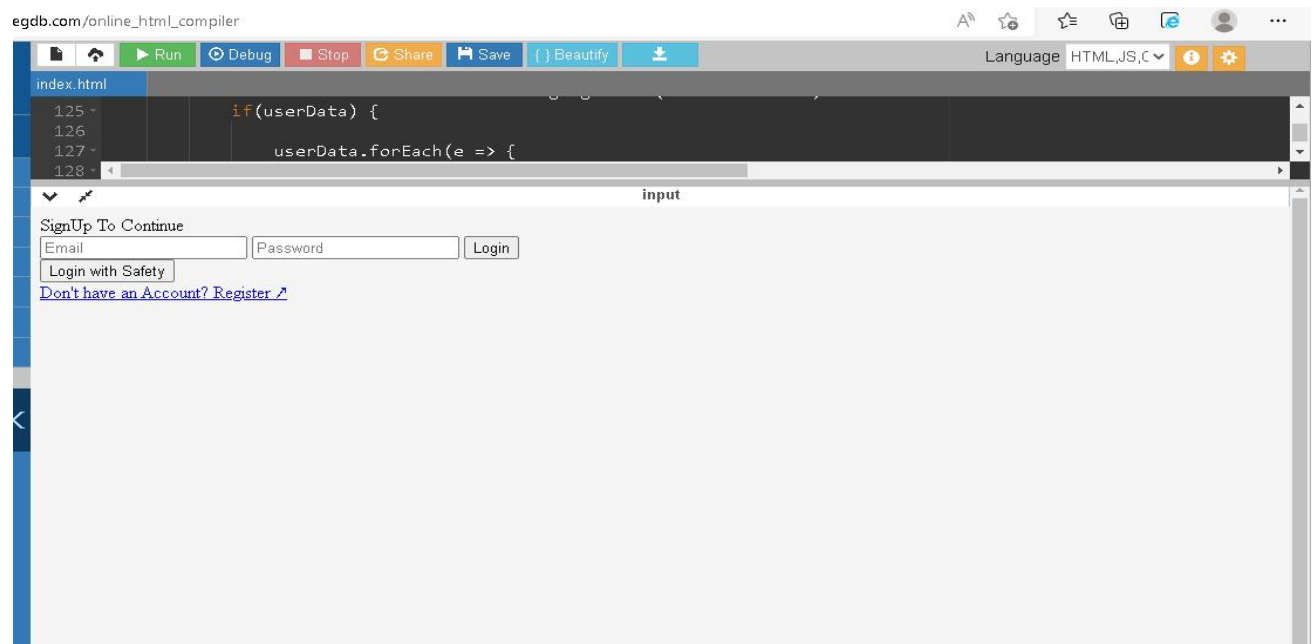 egdb.com/online_html_compiler
Run Debug Stop Share Save { } Beautify Language HTML,JS,C
index.html
125 if(userData) {
126
127 userData.forEach(e => {
128
input
SignUp To Continue
Email Password Login
Login with Safety
Don't have an Account? Register ↗